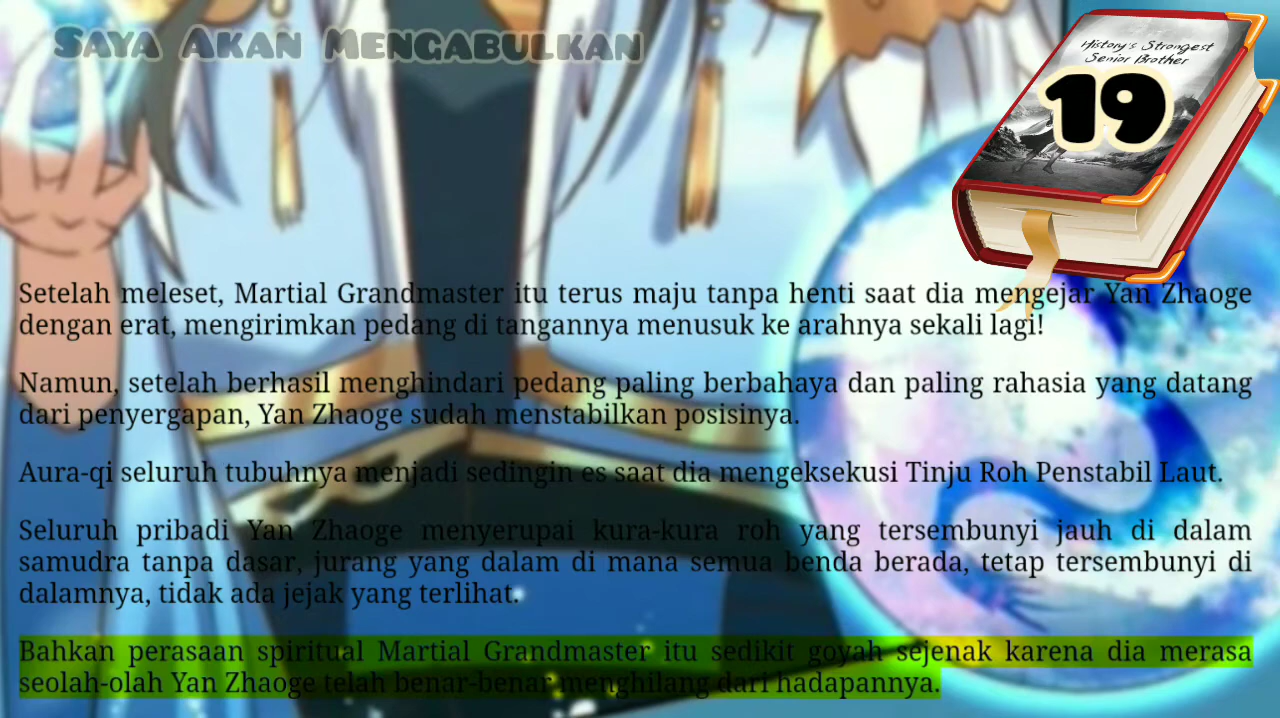 Saya Akan Mengabulkan
History's Strongest
Senior Brother
19
Setelah meleset, Martial Grandmaster itu terus maju tanpa henti saat dia mengejar Yan Zhaoge
dengan erat, mengirimkan pedang di tangannya menusuk ke arahnya sekali lagi!
Namun, setelah berhasil menghindari pedang paling berbahaya dan paling rahasia yang datang
dari penyergapan, Yan Zhaoge sudah menstabilkan posisinya.
Aura-qi seluruh tubuhnya menjadi sedingin es saat dia mengeksekusi Tinju Roh Penstabil Laut.
Seluruh pribadi Yan Zhaoge menyerupai kura-kura roh yang tersembunyi jauh di dalam
samudra tanpa dasar, jurang yang dalam di mana semua benda berada, tetap tersembunyi di
dalamnya, tidak ada jejak yang terlihat.
Bahkan perasaan spiritual Martial Grandmaster itu sedikit goyah sejenak karena dia merasa
seolah-olah Yan Zhaoge telah benar-benar menghilang dari hadapannya.